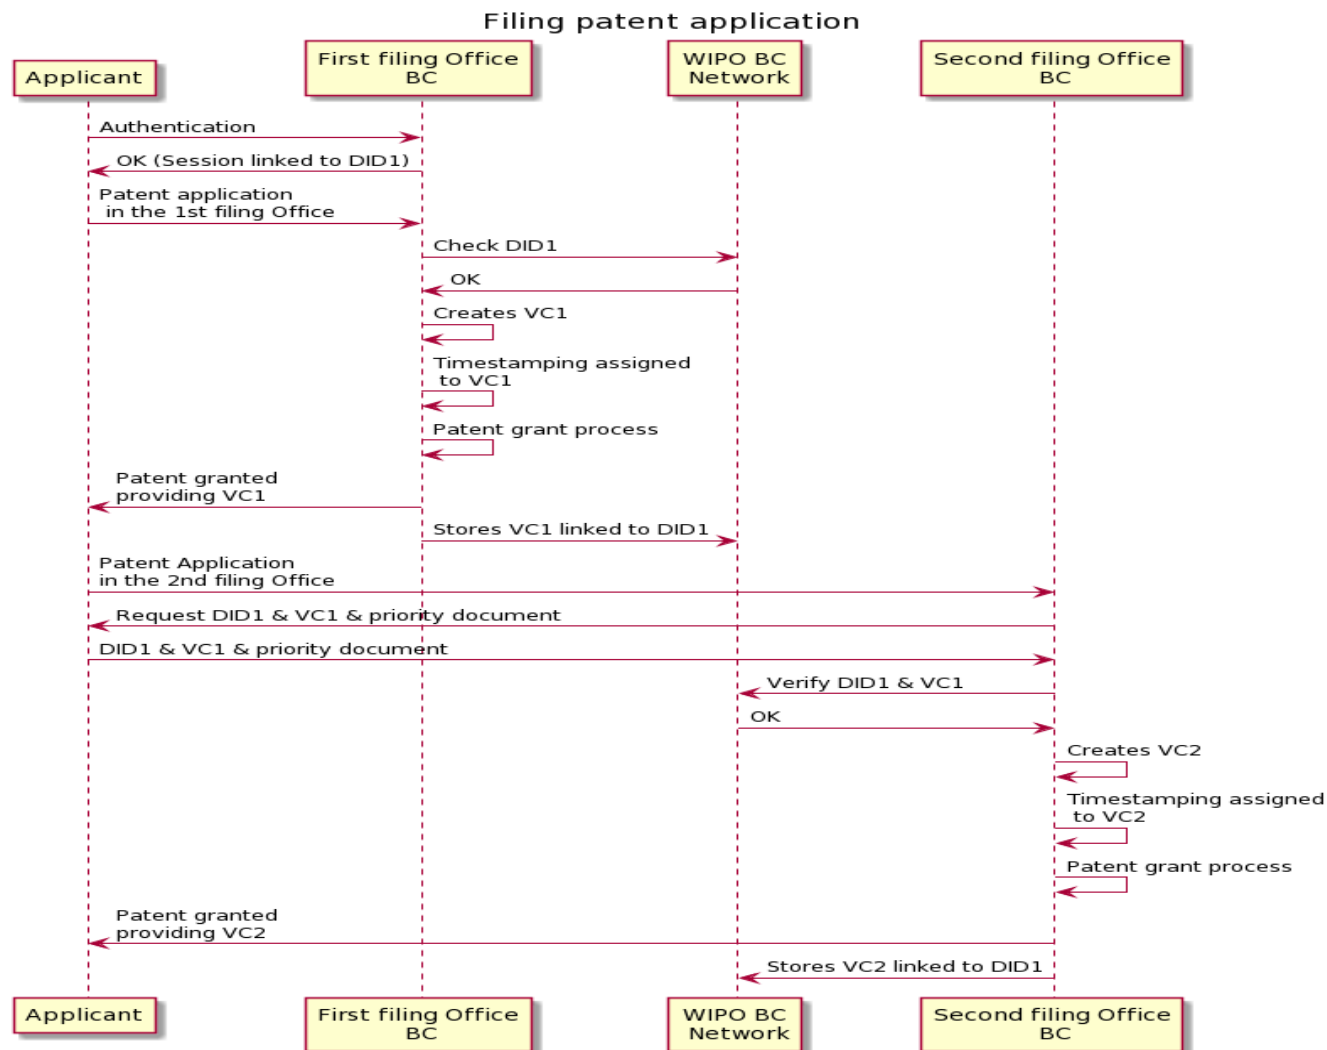 Filing patent application
Applicant
First filing Office
BC
WIPO BC
Network
Second filing Office
BC
Authentication
OK (Session linked to DID1)
Patent application
in the 1st filing Office
Check DID1
OK
Creates VC1
Timestamping assigned
to VC1
Patent grant process
Patent granted
providing VC1
Stores VC1 linked to DID1
Patent Application
in the 2nd filing Office
Request DID1 & VC1 & priority document
DID1 & VC1 & priority document
Verify DID1 & VC1
OK
Creates VC2
Timestamping assigned
to VC2
Patent grant process
Patent granted
providing VC2
Stores VC2 linked to DID1
Applicant
First filing Office
BC
WIPO BC
Network
Second filing Office
BC